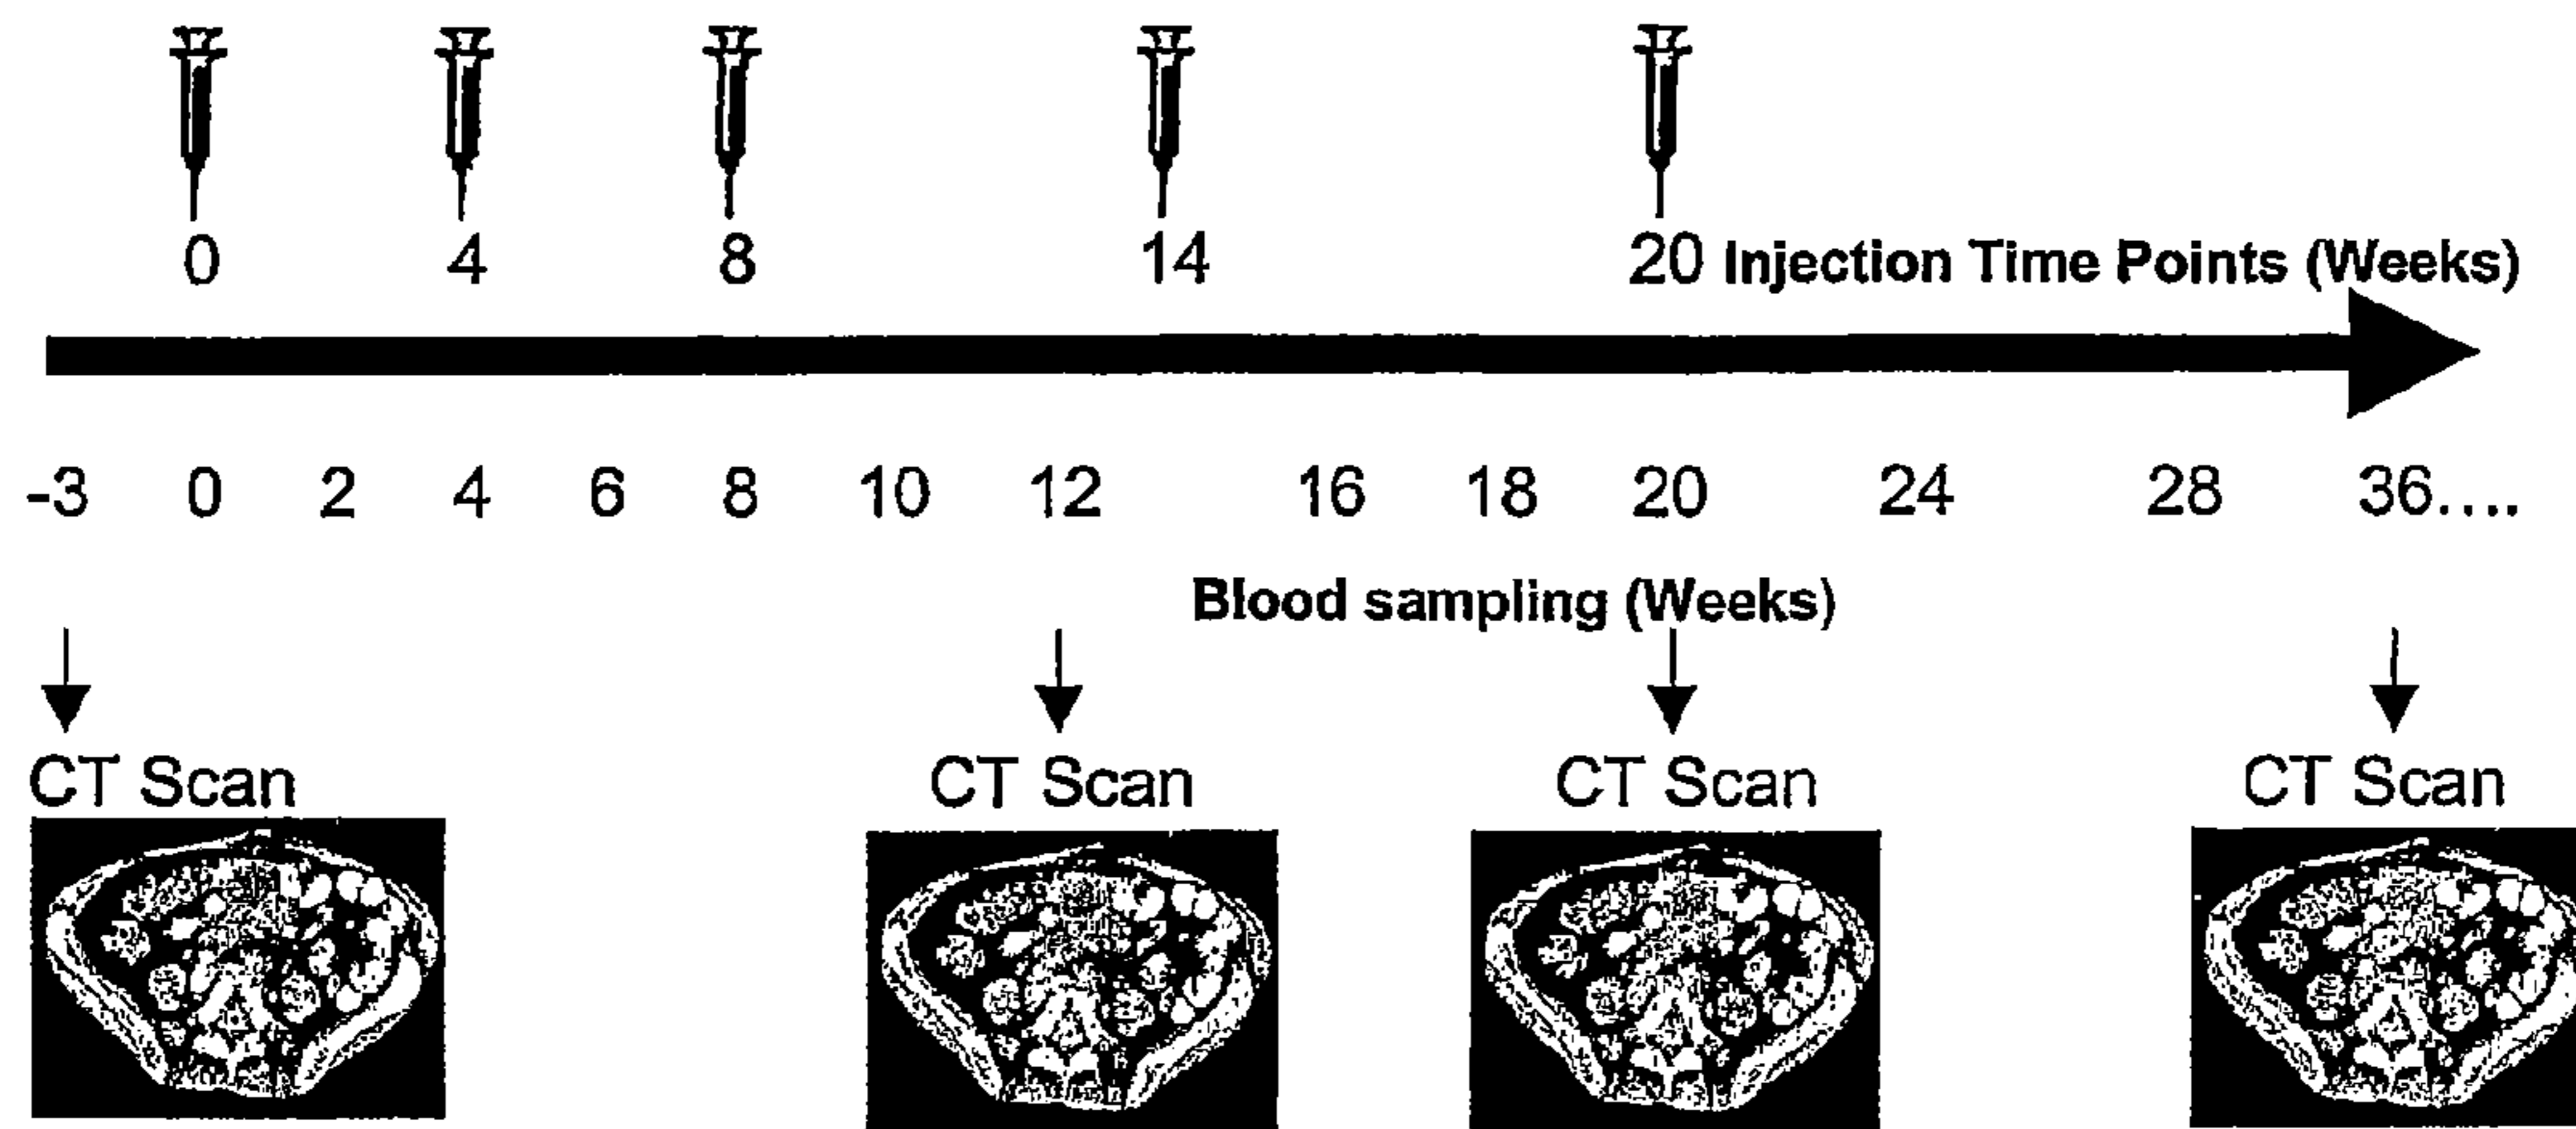 0 4 8 14 20 Injection Time Points (Weeks)
-3 0 2 4 6 8 10 12 16 18 20 24 28 36....
Blood sampling (Weeks)
CT Scan CT Scan CT Scan CT Scan